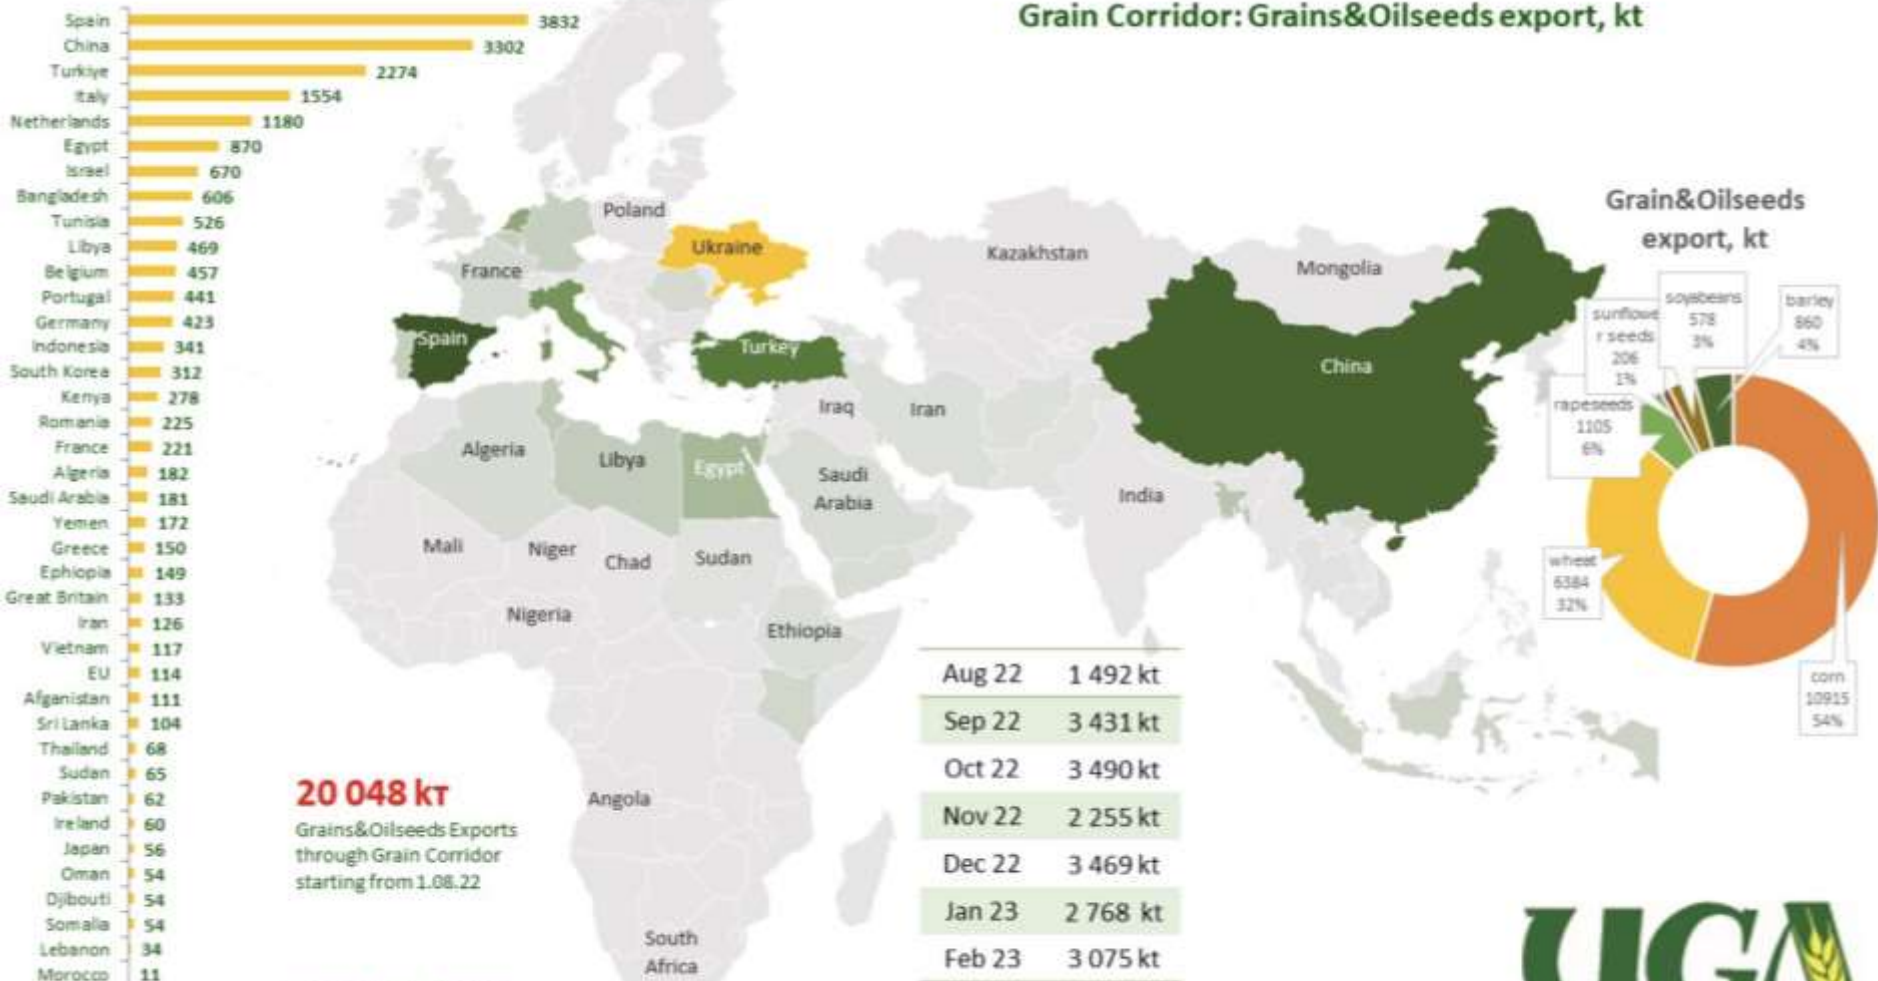 Grain Corridor: Grains&Oilseeds export, kt
Spain 3832
China 3302
Turkiye 2274
Italy 1554
Netherlands 1180
Egypt 870
Israel 670
Bangladesh 606
Tunisia 526
Libya 469
Belgium 457
Portugal 441
Germany 423
Indonesia 341
South Korea 312
Kenya 278
Romania 225
France 221
Algeria 182
Saudi Arabia 181
Yemen 172
Greece 150
Ephiopia 149
Great Britain 133
Iran 126
Vietnam 117
EU 114
Afganistan 111
Sri Lanka 104
Thailand 68
Sudan 65
Pakistan 62
Ireland 60
Japan 56
Oman 54
Djibouti 54
Somalia 54
Lebanon 34
Morocco 11
Poland
Ukraine
France
Spain
Turkey
Kazakhstan
Mongolia
China
Iraq
Iran
Algeria
Libya
Egypt
Saudi
Arabia
India
Mali
Niger
Chad
Sudan
Nigeria
Ethiopia
Angola
South
Africa
20 048 кт
Grains&Oilseeds Exports
through Grain Corridor
starting from 1.08.22
Aug 22 1 492 kt
Sep 22 3 431 kt
Oct 22 3 490 kt
Nov 22 2 255 kt
Dec 22 3 469 kt
Jan 23 2 768 kt
Feb 23 3 075 kt
Grain&Oilseeds
export, kt
sunflowe
r seeds
206
1%
soyabeans
578
3%
barley
860
4%
rapeseeds
1105
6%
wheat
6384
32%
corn
10915
54%
UGA